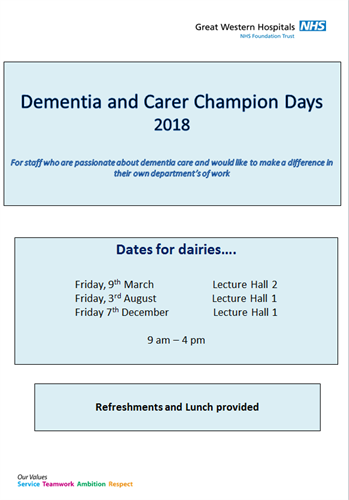 Great Western Hospitals NHS
NHS Foundation Trust
Dementia and Carer Champion Days
2018
For staff who are passionate about dementia care and would like to make a difference in
their own department's of work
Dates for dairies....
Friday, 9th March Lecture Hall 2
Friday, 3rd August Lecture Hall 1
Friday 7th December Lecture Hall 1
9 am – 4 pm
Refreshments and Lunch provided
Our Values
Service Teamwork Ambition Respect